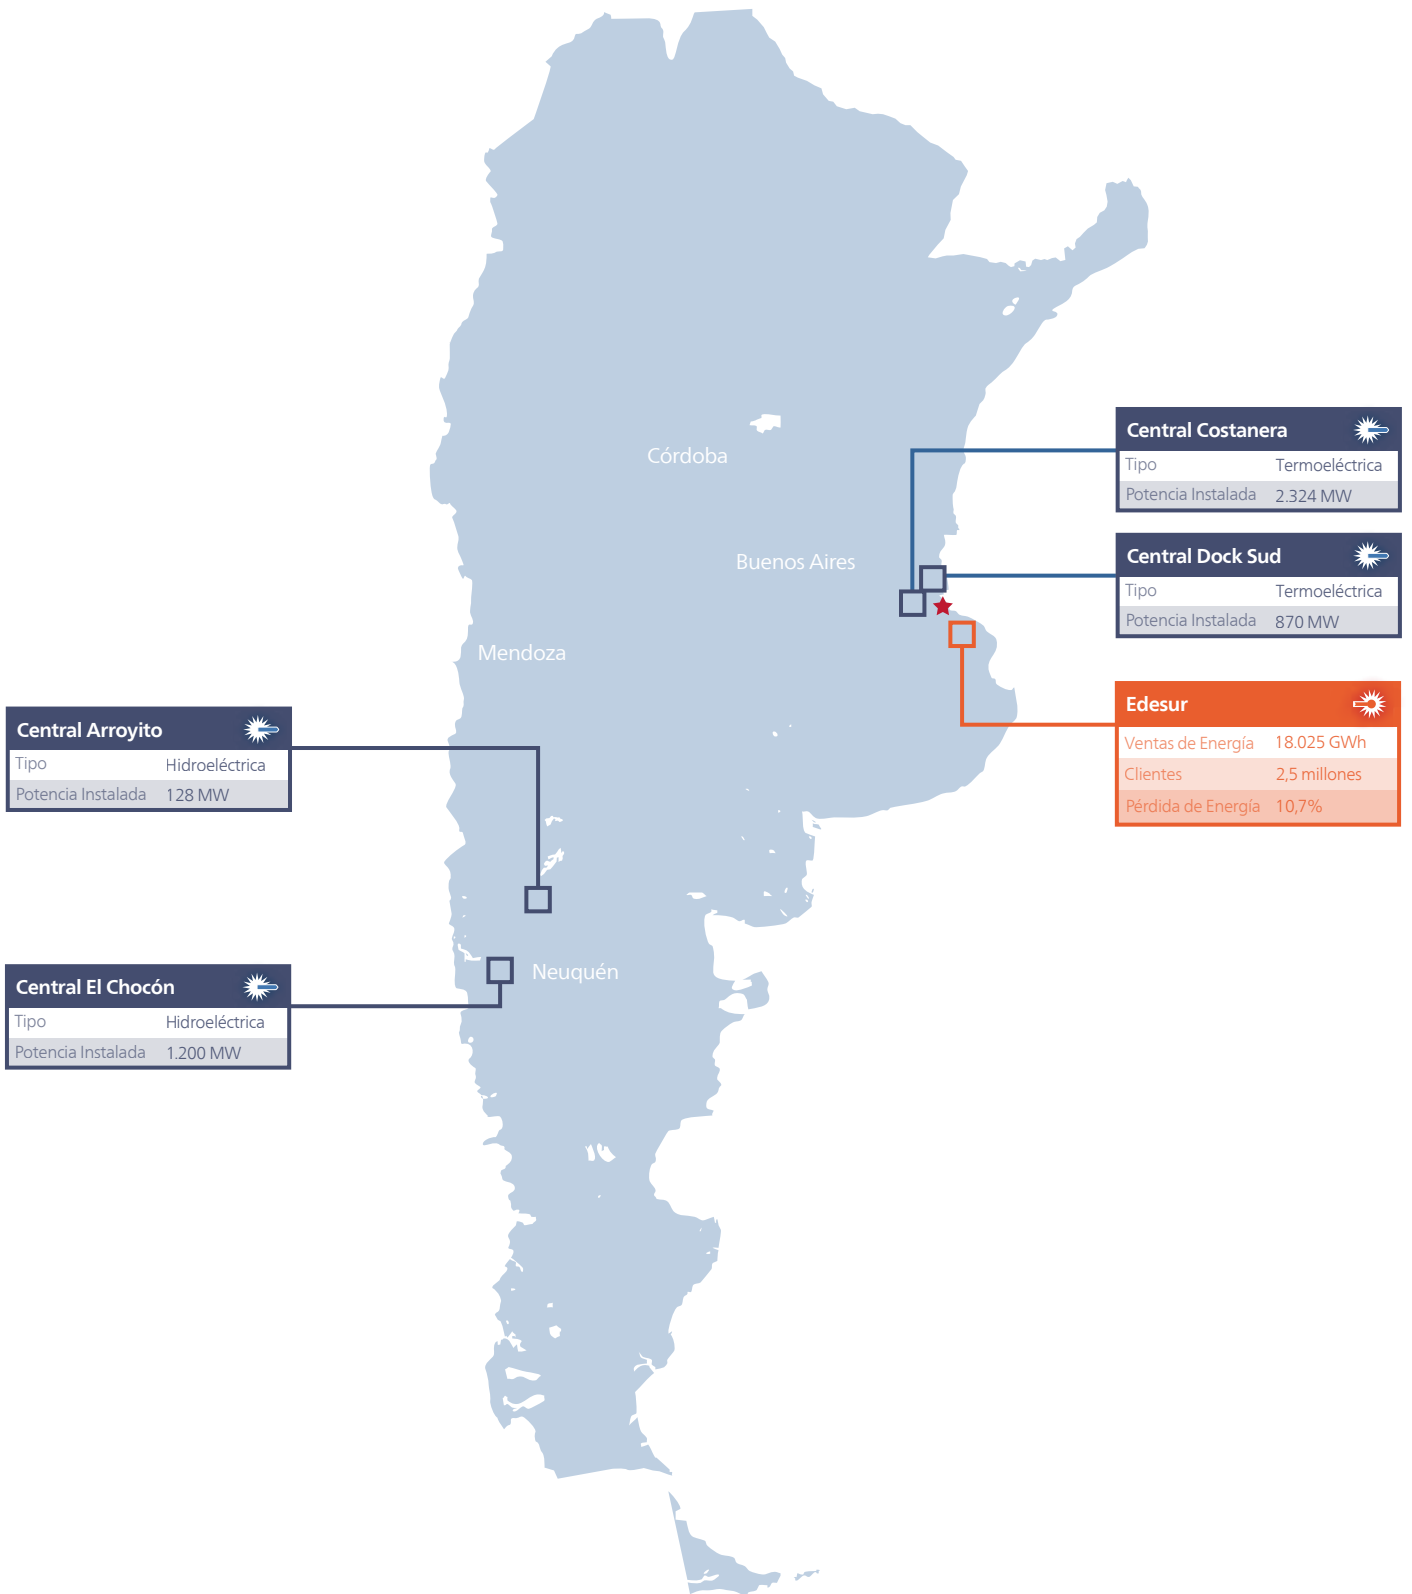 Córdoba
Buenos Aires
Mendoza
Neuquén
Central Costanera
Tipo Termoeléctrica
Potencia Instalada 2.324 MW
Central Dock Sud
Tipo Termoeléctrica
Potencia Instalada 870 MW
Edesur
Ventas de Energía 18.025 GWh
Clientes 2,5 millones
Pérdida de Energía 10,7%
Central Arroyito
Tipo Hidroeléctrica
Potencia Instalada 128 MW
Central El Chocón
Tipo Hidroeléctrica
Potencia Instalada 1.200 MW